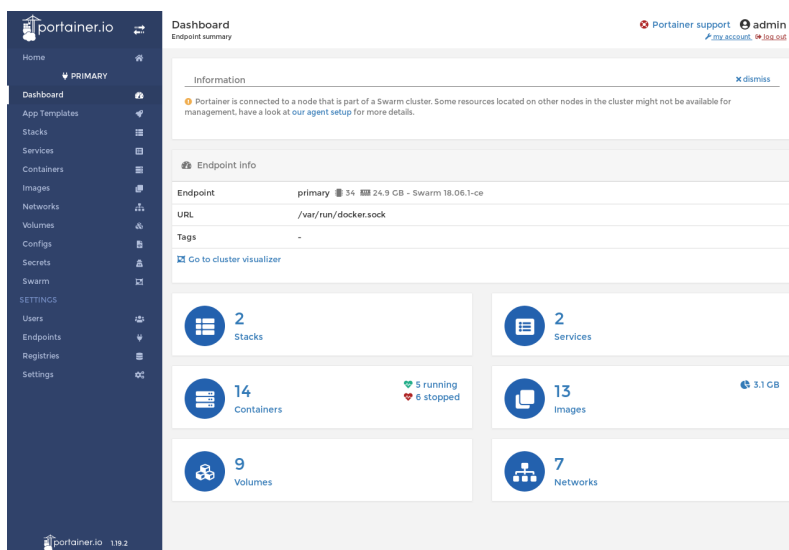 portainer.io
Home
PRIMARY
Dashboard
App Templates
Stacks
Services
Containers
Images
Networks
Volumes
Configs
Secrets
Swarm
SETTINGS
Users
Endpoints
Registries
Settings
portainer.io 1.19.2
Dashboard
Endpoint summary
Portainer support admin
my account log out
Information
dismiss
Portainer is connected to a node that is part of a Swarm cluster. Some resources located on other nodes in the cluster might not be available for
management, have a look at our agent setup for more details.
Endpoint info
Endpoint primary 34 24.9 GB - Swarm 18.06.1-ce
URL /var/run/docker.sock
Tags -
Go to cluster visualizer
2
Stacks
2
Services
14
Containers
5 running
6 stopped
13
Images
3.1 GB
9
Volumes
7
Networks